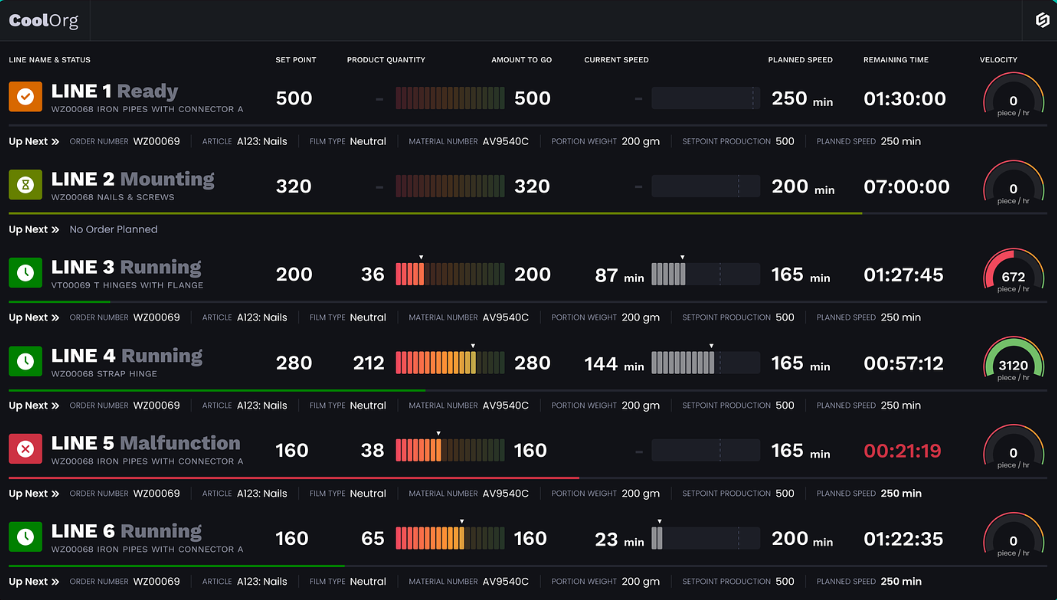 CoolOrg
LINE NAME & STATUS SET POINT PRODUCT QUANTITY AMOUNT TO GO CURRENT SPEED PLANNED SPEED REMAINING TIME VELOCITY
LINE 1 Ready 500 – 500 – 250 min 01:30:00 0 piece / hr
WZ00068 IRON PIPES WITH CONNECTOR A
Up Next » ORDER NUMBER WZ00069 ARTICLE A123: Nails FILM TYPE Neutral MATERIAL NUMBER AV9540C PORTION WEIGHT 200 gm SETPOINT PRODUCTION 500 PLANNED SPEED 250 min
LINE 2 Mounting 320 – 320 – 200 min 07:00:00 0 piece / hr
WZ00068 NAILS & SCREWS
Up Next » No Order Planned
LINE 3 Running 200 36 200 87 min 165 min 01:27:45 672 piece / hr
VT00069 T HINGES WITH FLANGE
Up Next » ORDER NUMBER WZ00069 ARTICLE A123: Nails FILM TYPE Neutral MATERIAL NUMBER AV9540C PORTION WEIGHT 200 gm SETPOINT PRODUCTION 500 PLANNED SPEED 250 min
LINE 4 Running 280 212 280 144 min 165 min 00:57:12 3120 piece / hr
WZ00068 STRAP HINGE
Up Next » ORDER NUMBER WZ00069 ARTICLE A123: Nails FILM TYPE Neutral MATERIAL NUMBER AV9540C PORTION WEIGHT 200 gm SETPOINT PRODUCTION 500 PLANNED SPEED 250 min
LINE 5 Malfunction 160 38 160 – 165 min 00:21:19 0 piece / hr
WZ00068 IRON PIPES WITH CONNECTOR A
Up Next » ORDER NUMBER WZ00069 ARTICLE A123: Nails FILM TYPE Neutral MATERIAL NUMBER AV9540C PORTION WEIGHT 200 gm SETPOINT PRODUCTION 500 PLANNED SPEED 250 min
LINE 6 Running 160 65 160 23 min 200 min 01:22:35 0 piece / hr
WZ00068 IRON PIPES WITH CONNECTOR A
Up Next » ORDER NUMBER WZ00069 ARTICLE A123: Nails FILM TYPE Neutral MATERIAL NUMBER AV9540C PORTION WEIGHT 200 gm SETPOINT PRODUCTION 500 PLANNED SPEED 250 min